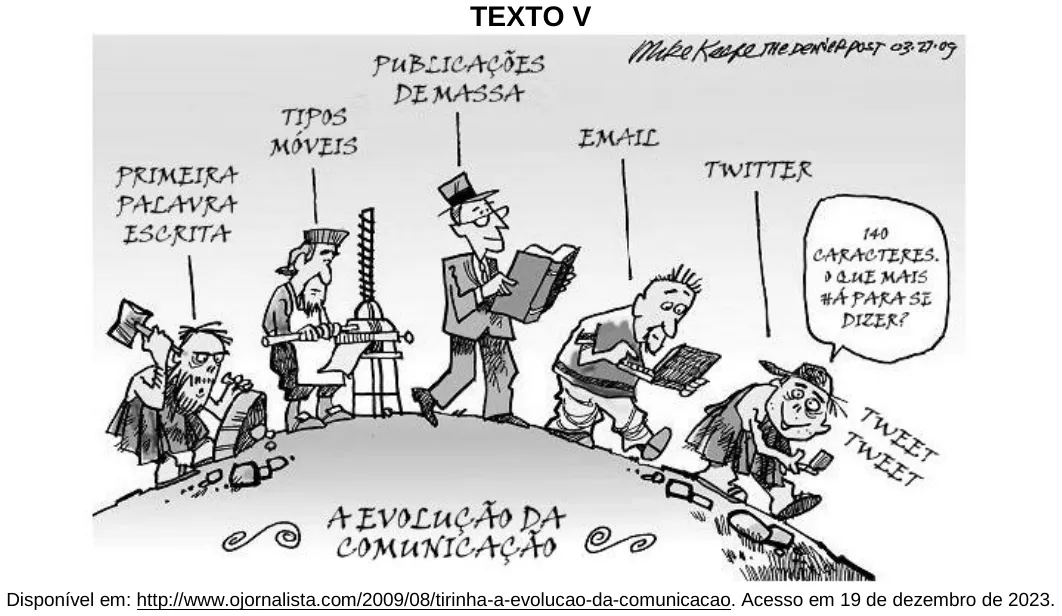 TEXTO V
Mike Keefe THE DENVER POST 03.27.09
PUBLICAÇÕES
DE MASSA
TIPOS
MÓVEIS
EMAIL
TWITTER
PRIMEIRA
PALAVRA
ESCRITA
140
CARACTERES.
O QUE MAIS
HÁ PARA SE
DIZER?
TWEET
TWEET
A EVOLUÇÃO DA
COMUNICAÇÃO
Disponível em: http://www.ojornalista.com/2009/08/tirinha-a-evolucao-da-comunicacao. Acesso em 19 de dezembro de 2023.